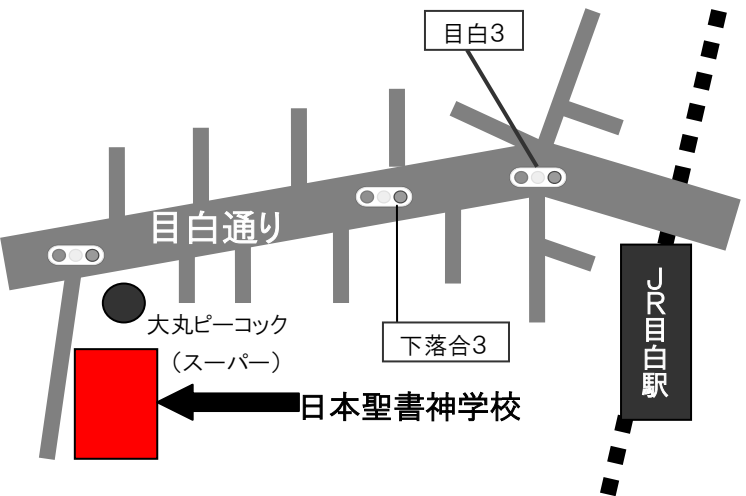 目白3
目白通り
JR目白駅
大丸ピーコック
（スーパー）
下落合3
日本聖書神学校